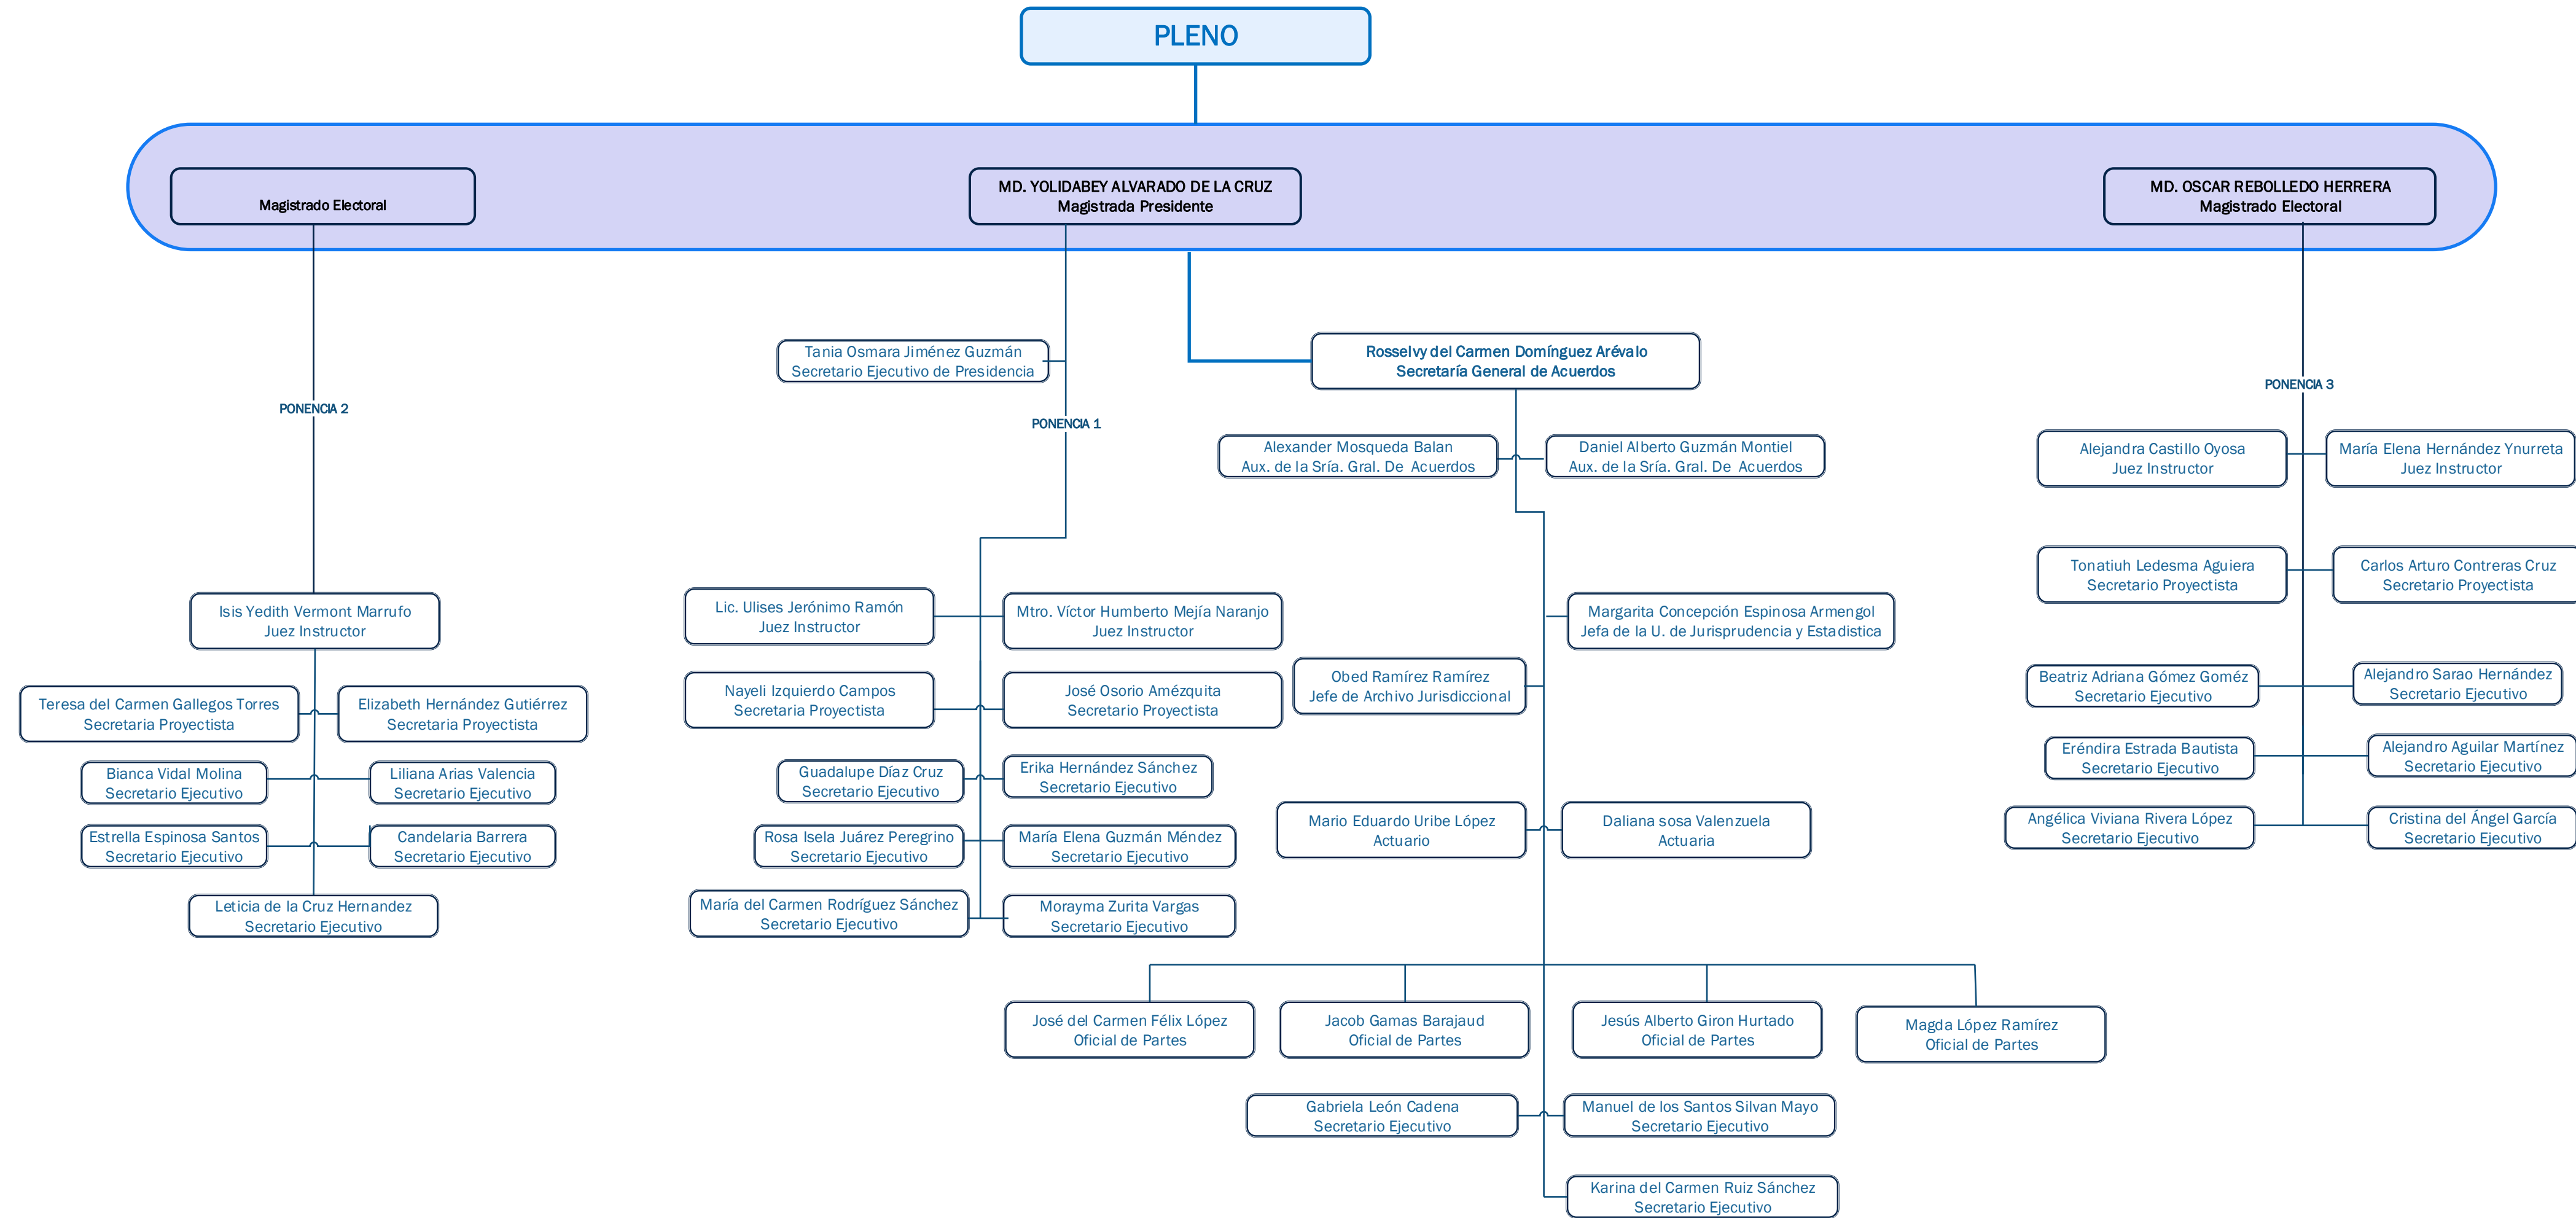 PLENO
Magistrado Electoral
MD. YOLIDABEY ALVARADO DE LA CRUZ
Magistrada Presidente
MD. OSCAR REBOLLEDO HERRERA
Magistrado Electoral
Tania Osmara Jiménez Guzmán
Secretario Ejecutivo de Presidencia
Rosselvy del Carmen Domínguez Arévalo
Secretaría General de Acuerdos
PONENCIA 2
PONENCIA 1
PONENCIA 3
Alexander Mosqueda Balan
Aux. de la Sría. Gral. De Acuerdos
Daniel Alberto Guzmán Montiel
Aux. de la Sría. Gral. De Acuerdos
Alejandra Castillo Oyosa
Juez Instructor
María Elena Hernández Ynurreta
Juez Instructor
Tonatiuh Ledesma Aguiera
Secretario Proyectista
Carlos Arturo Contreras Cruz
Secretario Proyectista
Isis Yedith Vermont Marrufo
Juez Instructor
Lic. Ulises Jerónimo Ramón
Juez Instructor
Mtro. Víctor Humberto Mejía Naranjo
Juez Instructor
Margarita Concepción Espinosa Armengol
Jefa de la U. de Jurisprudencia y Estadistica
Teresa del Carmen Gallegos Torres
Secretaria Proyectista
Elizabeth Hernández Gutiérrez
Secretaria Proyectista
Nayeli Izquierdo Campos
Secretaria Proyectista
José Osorio Amézquita
Secretario Proyectista
Obed Ramírez Ramírez
Jefe de Archivo Jurisdiccional
Beatriz Adriana Gómez Goméz
Secretario Ejecutivo
Alejandro Sarao Hernández
Secretario Ejecutivo
Bianca Vidal Molina
Secretario Ejecutivo
Liliana Arias Valencia
Secretario Ejecutivo
Guadalupe Díaz Cruz
Secretario Ejecutivo
Erika Hernández Sánchez
Secretario Ejecutivo
Eréndira Estrada Bautista
Secretario Ejecutivo
Alejandro Aguilar Martínez
Secretario Ejecutivo
Estrella Espinosa Santos
Secretario Ejecutivo
Candelaria Barrera
Secretario Ejecutivo
Rosa Isela Juárez Peregrino
Secretario Ejecutivo
María Elena Guzmán Méndez
Secretario Ejecutivo
Mario Eduardo Uribe López
Actuario
Daliana sosa Valenzuela
Actuaria
Angélica Viviana Rivera López
Secretario Ejecutivo
Cristina del Ángel García
Secretario Ejecutivo
Leticia de la Cruz Hernandez
Secretario Ejecutivo
María del Carmen Rodríguez Sánchez
Secretario Ejecutivo
Morayma Zurita Vargas
Secretario Ejecutivo
José del Carmen Félix López
Oficial de Partes
Jacob Gamas Barajaud
Oficial de Partes
Jesús Alberto Giron Hurtado
Oficial de Partes
Magda López Ramírez
Oficial de Partes
Gabriela León Cadena
Secretario Ejecutivo
Manuel de los Santos Silvan Mayo
Secretario Ejecutivo
Karina del Carmen Ruiz Sánchez
Secretario Ejecutivo